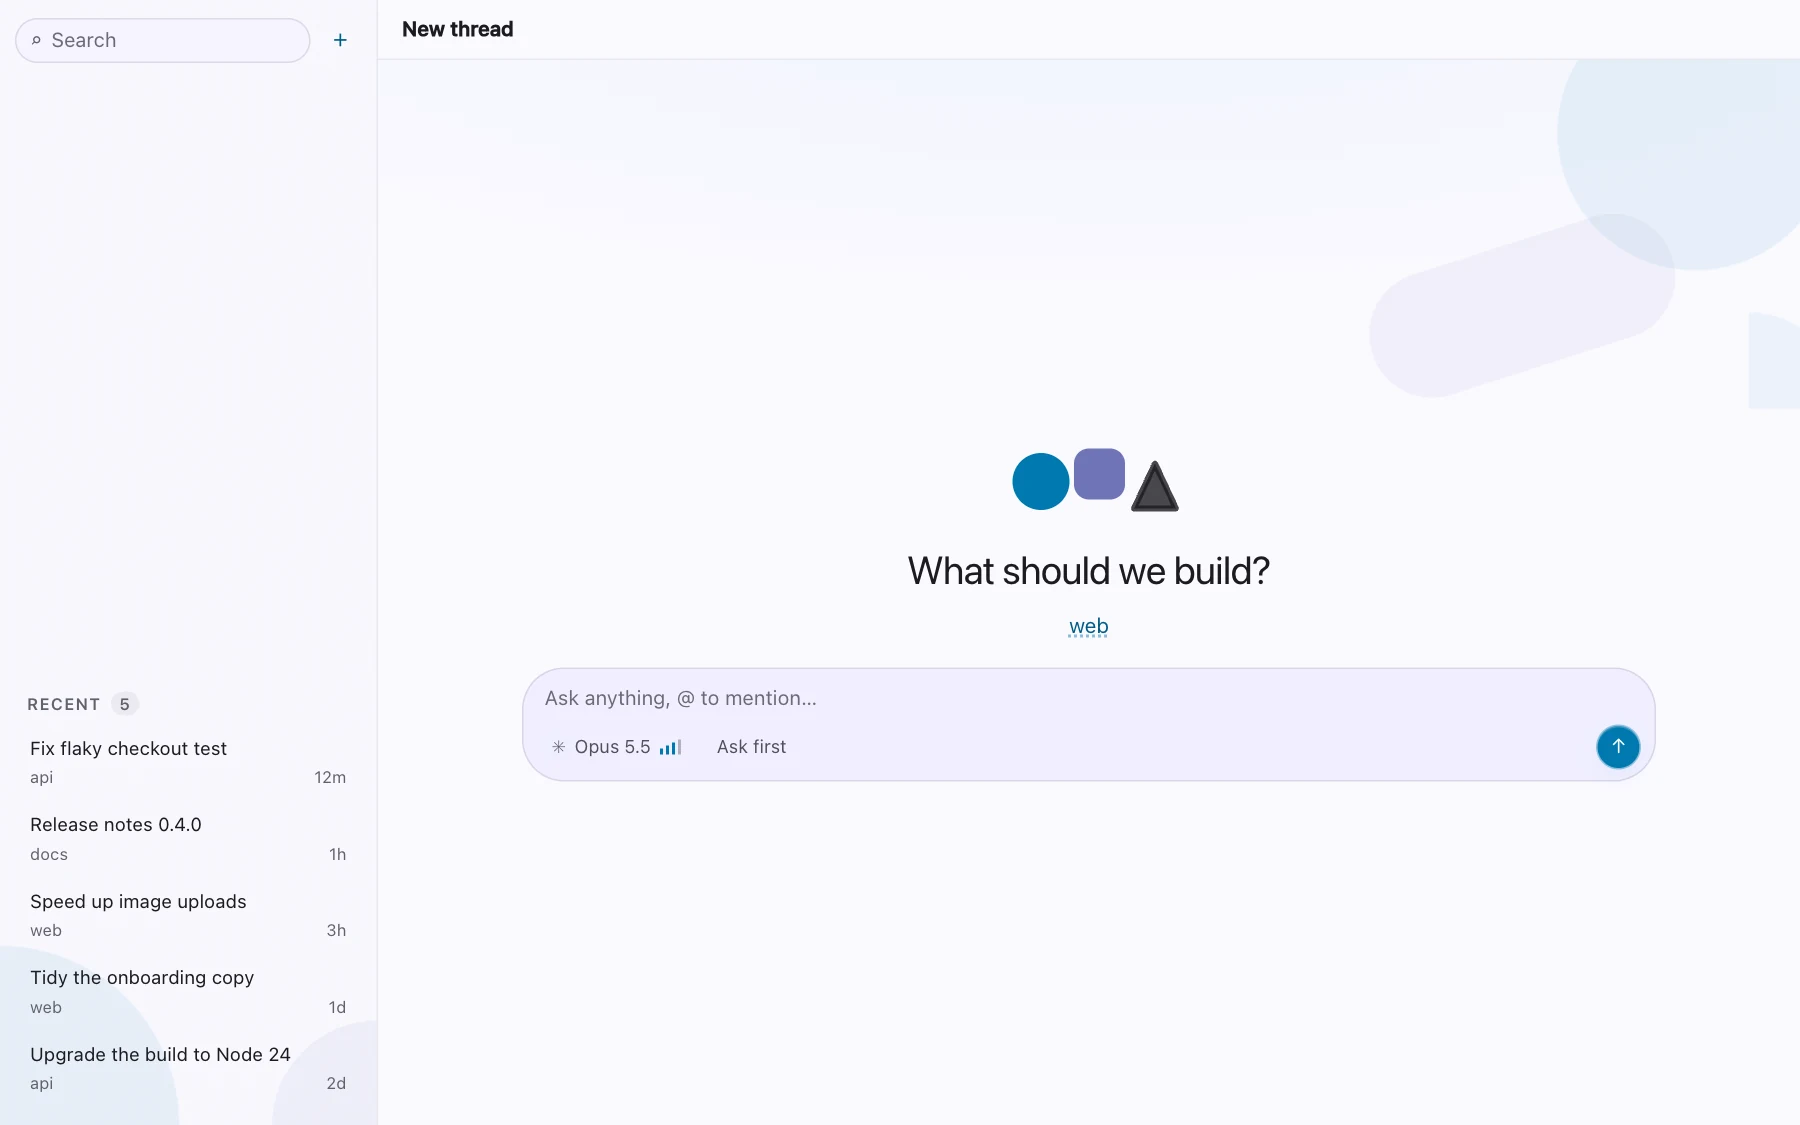 Search
+
New thread
What should we build?
web
Ask anything, @ to mention...
Opus 5.5
Ask first
RECENT 5
Fix flaky checkout test
api 12m
Release notes 0.4.0
docs 1h
Speed up image uploads
web 3h
Tidy the onboarding copy
web 1d
Upgrade the build to Node 24
api 2d